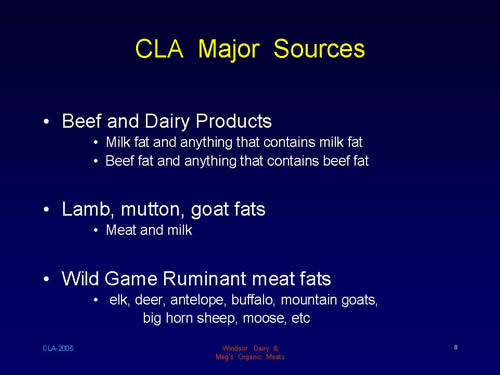 CLA Major Sources
• Beef and Dairy Products
• Milk fat and anything that contains milk fat
• Beef fat and anything that contains beef fat
• Lamb, mutton, goat fats
• Meat and milk
• Wild Game Ruminant meat fats
• elk, deer, antelope, buffalo, mountain goats,
big horn sheep, moose, etc
CLA-2005
Windsor Dairy &
Meg's Organic Meats
8